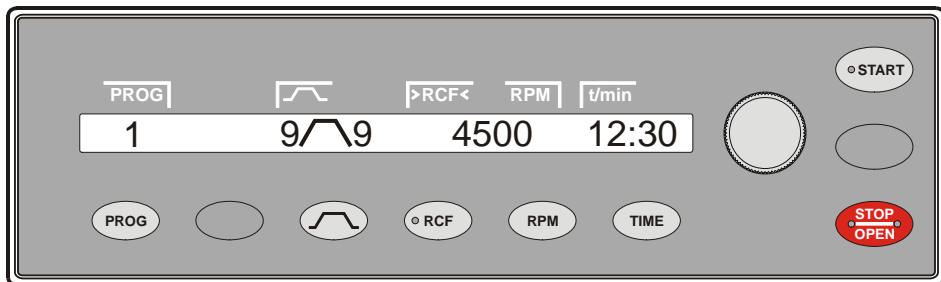 START
PROG >RCF< RPM t/min
1 9 9 4500 12:30
PROG RCF RPM TIME
STOP
OPEN